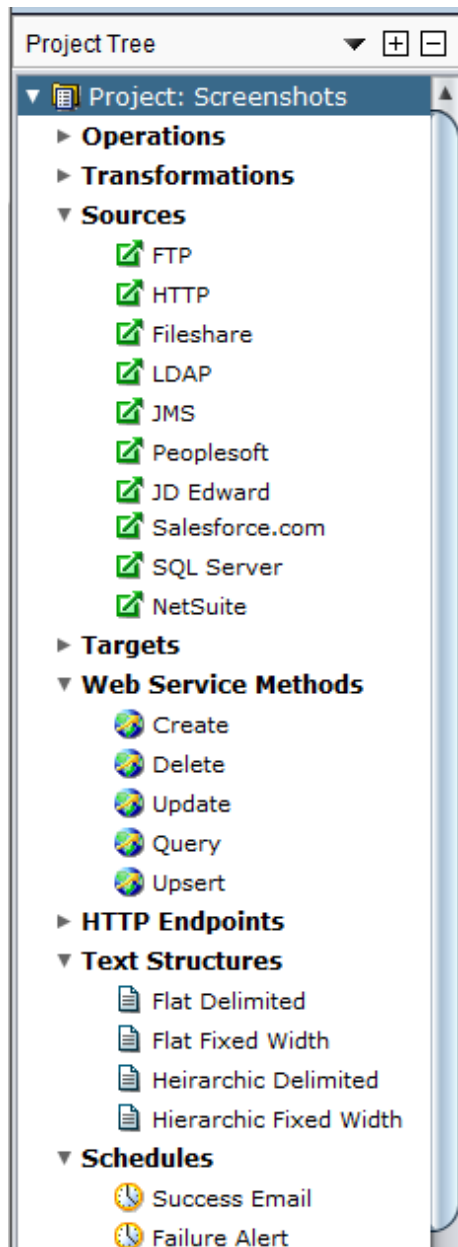 Project Tree
Project: Screenshots
Operations
Transformations
Sources
FTP
HTTP
Fileshare
LDAP
JMS
Peoplesoft
JD Edward
Salesforce.com
SQL Server
NetSuite
Targets
Web Service Methods
Create
Delete
Update
Query
Upsert
HTTP Endpoints
Text Structures
Flat Delimited
Flat Fixed Width
Heirarchic Delimited
Hierarchic Fixed Width
Schedules
Success Email
Failure Alert